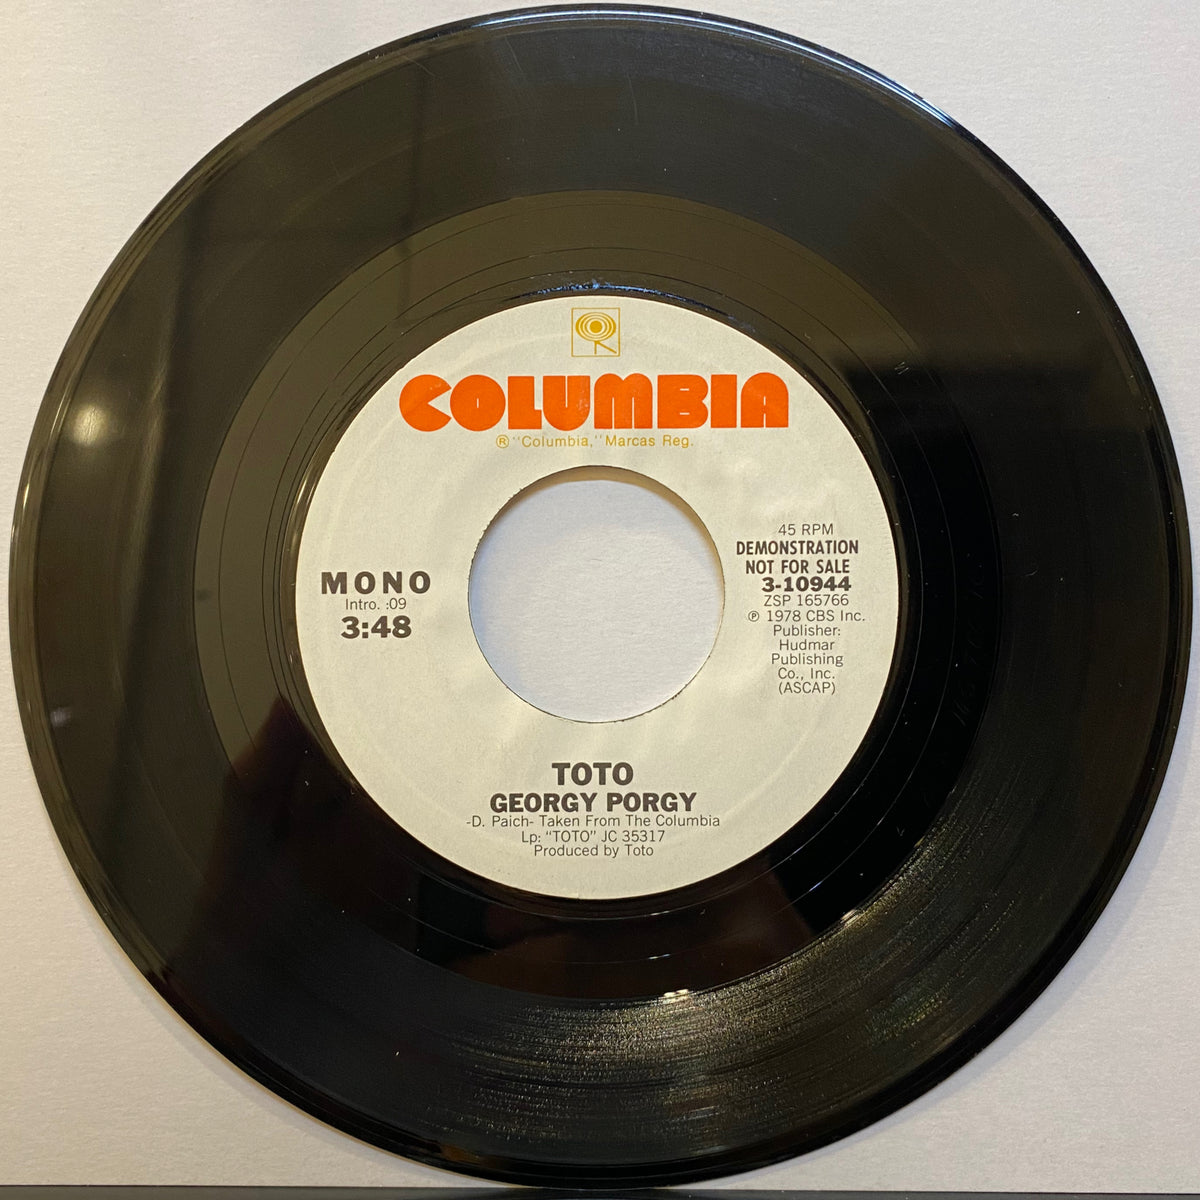 COLUMBIA
® "Columbia," Marcas Reg.
45 RPM
DEMONSTRATION
NOT FOR SALE
3-10944
ZSP 165766
℗ 1978 CBS Inc.
Publisher:
Hudmar
Publishing
Co., Inc.
(ASCAP)
MONO
Intro. :09
3:48
TOTO
GEORGY PORGY
-D. Paich- Taken From The Columbia
Lp: "TOTO" JC 35317
Produced by Toto